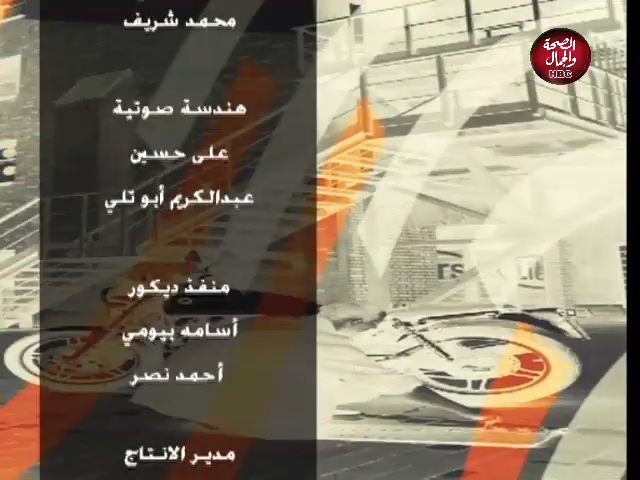 محمد شريف
الصحة
والجمال
HBC
هندسة صوتية
على حسين
عبدالكريم أبو تلي
منفذ ديكور
أسامه بيومي
أحمد نصر
مدير الانتاج